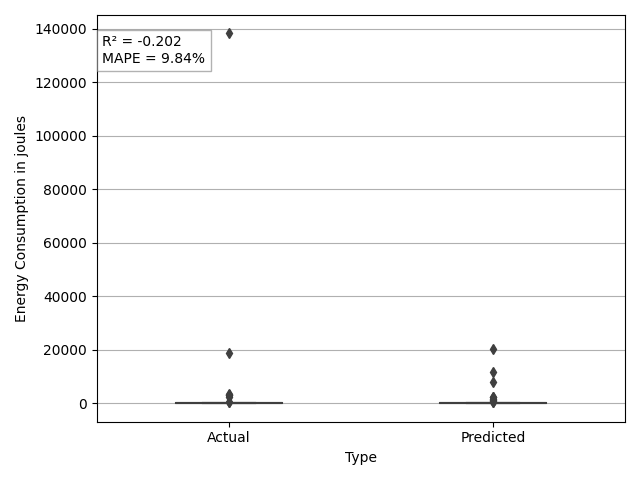 140000
R² = -0.202
MAPE = 9.84%
120000
100000
80000
60000
40000
20000
0
Energy Consumption in joules
Actual
Predicted
Type